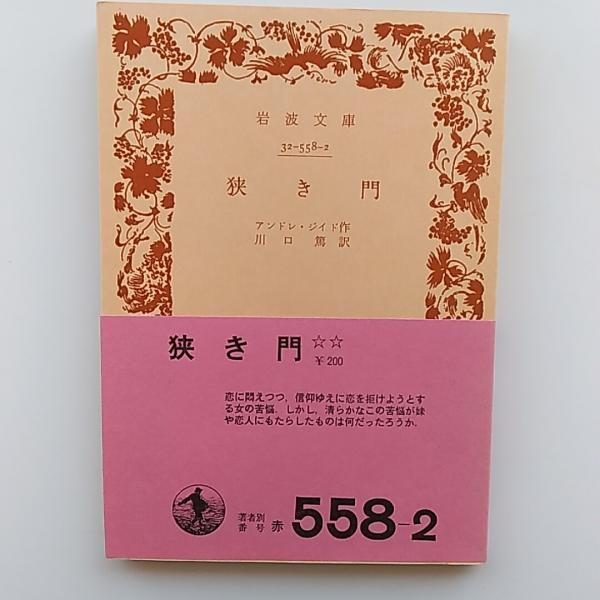 岩波文庫
32-558-2
狭き門
アンドレ・ジイド作
川口篤訳
狭き門 ☆☆
¥200
恋に悶えつつ，信仰ゆえに恋を拒けようとす
る女の苦悩．しかし，清らかなこの苦悩が妹
や恋人にもたらしたものは何だったろうか．
著者別
番号 赤 558-2